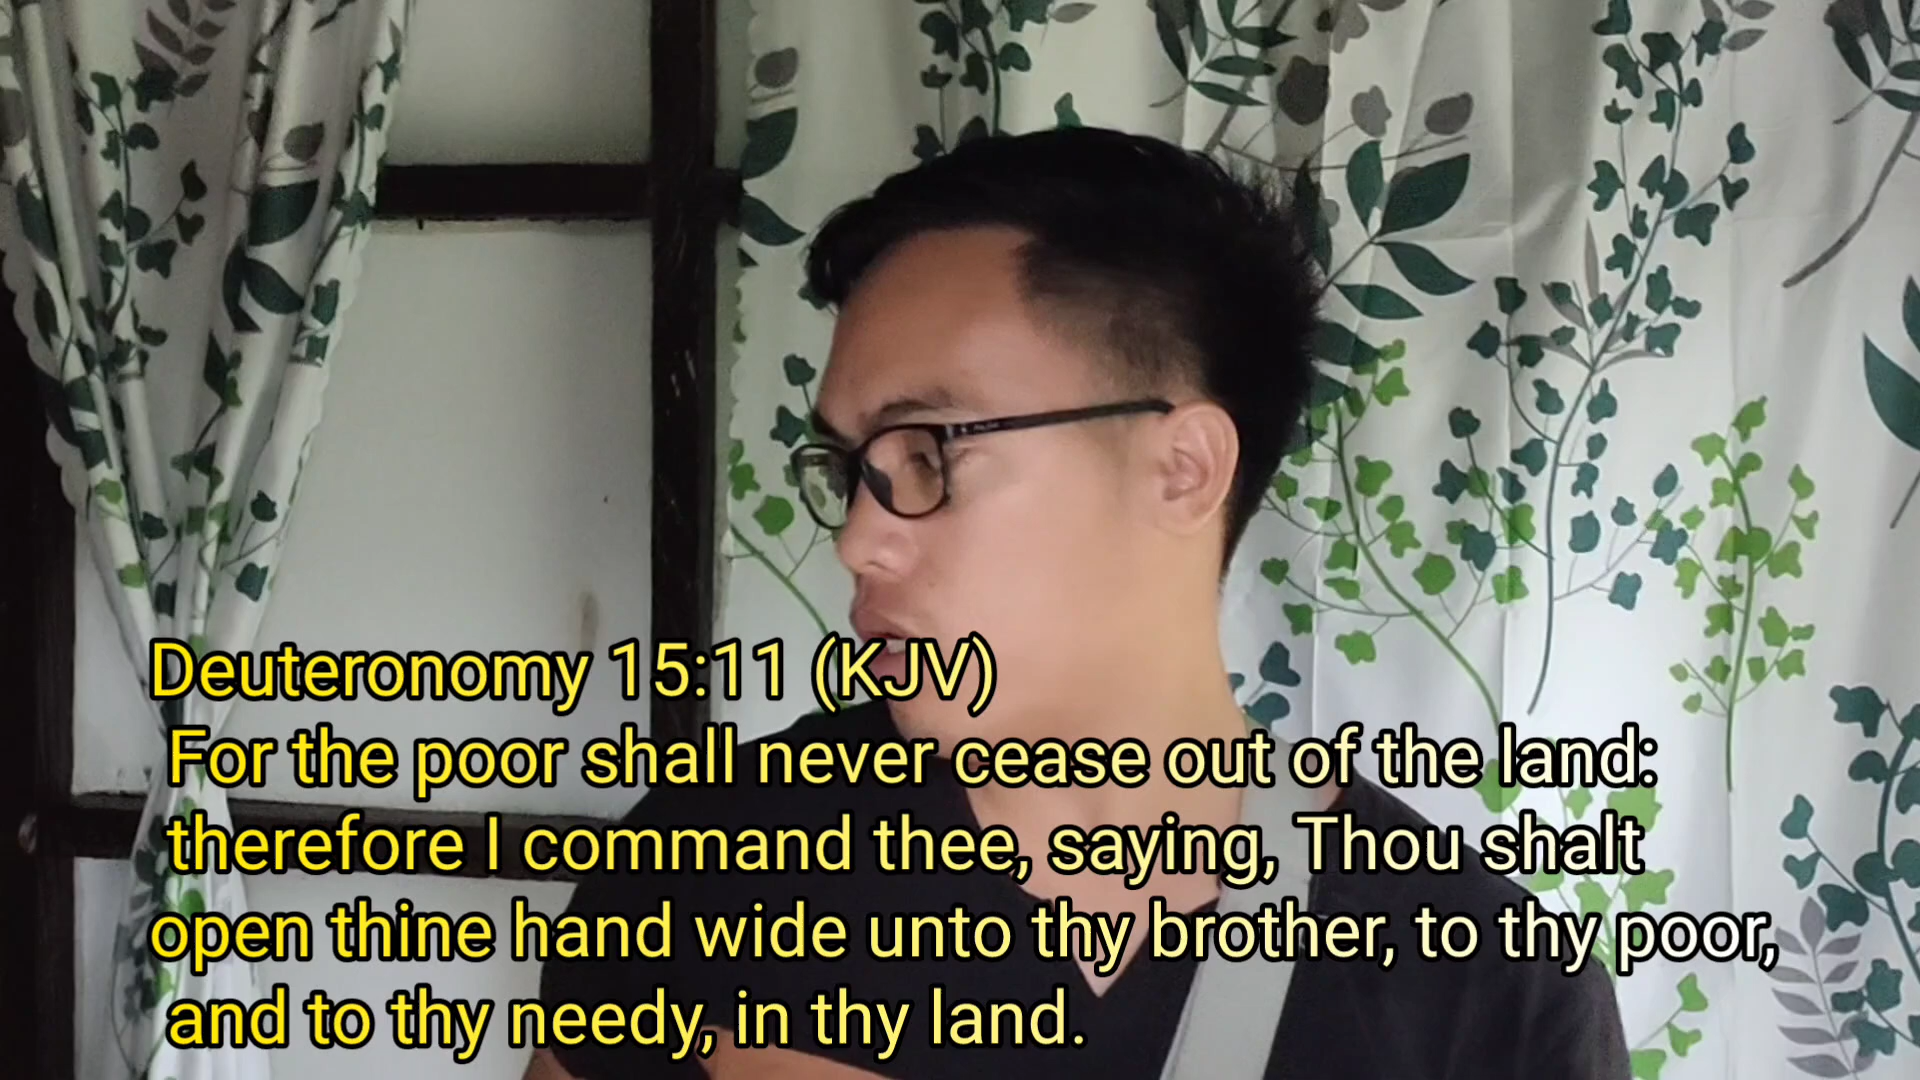 Deuteronomy 15:11 (KJV)
For the poor shall never cease out of the land:
therefore I command thee, saying, Thou shalt
open thine hand wide unto thy brother, to thy poor,
and to thy needy, in thy land.